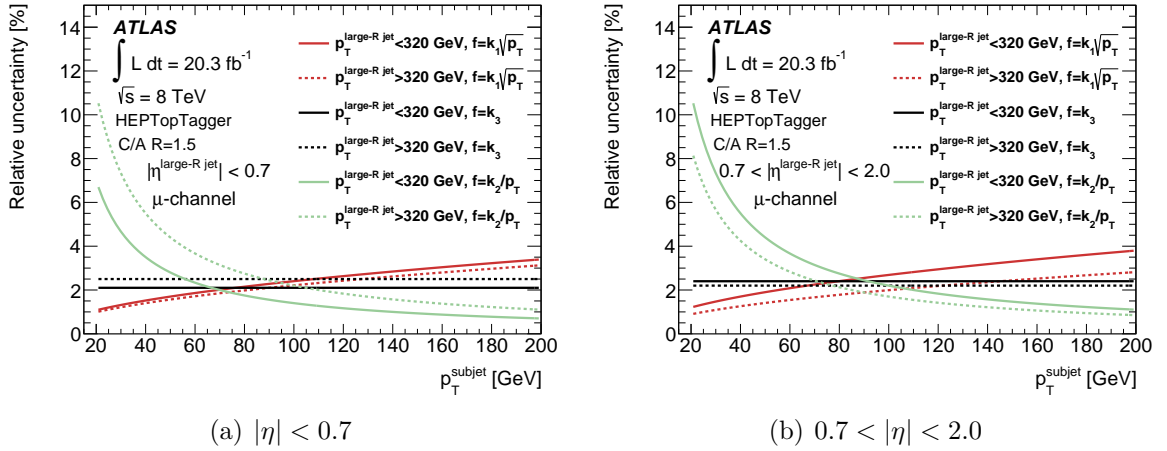 Relative uncertainty [%]
14
12
10
8
6
4
2
0
ATLAS
∫ L dt = 20.3 fb⁻¹
√s = 8 TeV
HEPTopTagger
C/A R=1.5
|η^large-R jet| < 0.7
μ-channel
p_T^large-R jet<320 GeV, f=k₁√p_T
p_T^large-R jet>320 GeV, f=k₁√p_T
p_T^large-R jet<320 GeV, f=k₃
p_T^large-R jet>320 GeV, f=k₃
p_T^large-R jet<320 GeV, f=k₂/p_T
p_T^large-R jet>320 GeV, f=k₂/p_T
20 40 60 80 100 120 140 160 180 200
p_T^subjet [GeV]
(a) |η| < 0.7
Relative uncertainty [%]
14
12
10
8
6
4
2
0
ATLAS
∫ L dt = 20.3 fb⁻¹
√s = 8 TeV
HEPTopTagger
C/A R=1.5
0.7 < |η^large-R jet| < 2.0
μ-channel
p_T^large-R jet<320 GeV, f=k₁√p_T
p_T^large-R jet>320 GeV, f=k₁√p_T
p_T^large-R jet<320 GeV, f=k₃
p_T^large-R jet>320 GeV, f=k₃
p_T^large-R jet<320 GeV, f=k₂/p_T
p_T^large-R jet>320 GeV, f=k₂/p_T
20 40 60 80 100 120 140 160 180 200
p_T^subjet [GeV]
(b) 0.7 < |η| < 2.0